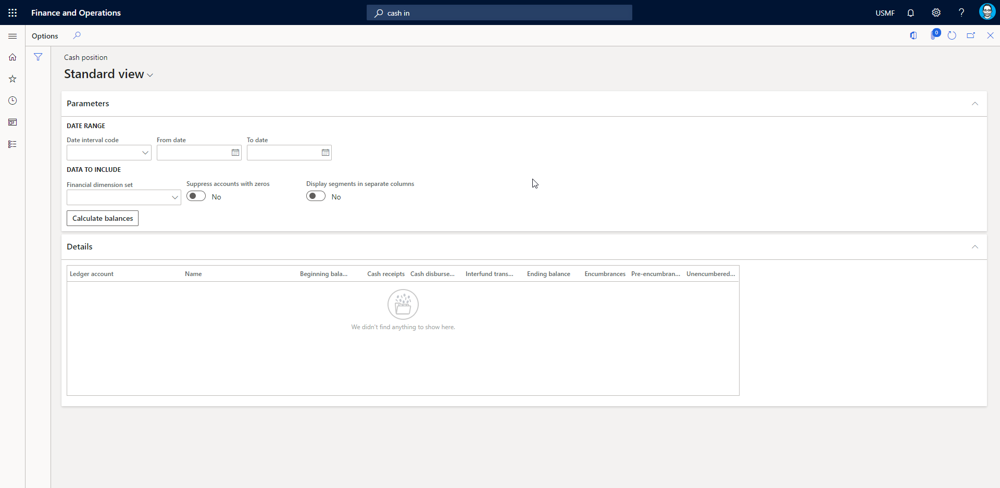 Finance and Operations
cash in
USMF
?
Options
0
Cash position
Standard view
Parameters
DATE RANGE
Date interval code
From date
To date
DATA TO INCLUDE
Financial dimension set
Suppress accounts with zeros
Display segments in separate columns
No
No
Calculate balances
Details
Ledger account
Name
Beginning bala...
Cash receipts
Cash disburse...
Interfund trans...
Ending balance
Encumbrances
Pre-encumbran...
Unencumbered...
We didn't find anything to show here.